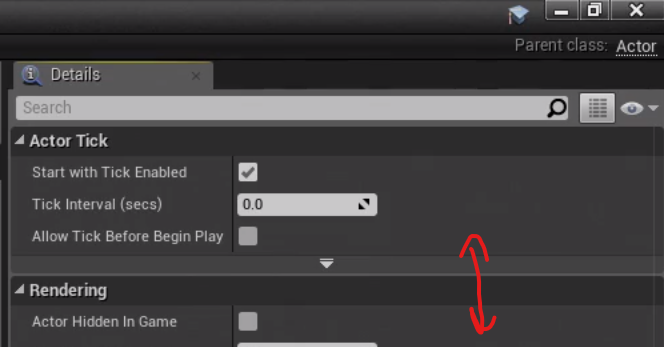 Parent class: Actor
Details
Search
Actor Tick
Start with Tick Enabled
Tick Interval (secs) 0.0
Allow Tick Before Begin Play
Rendering
Actor Hidden In Game